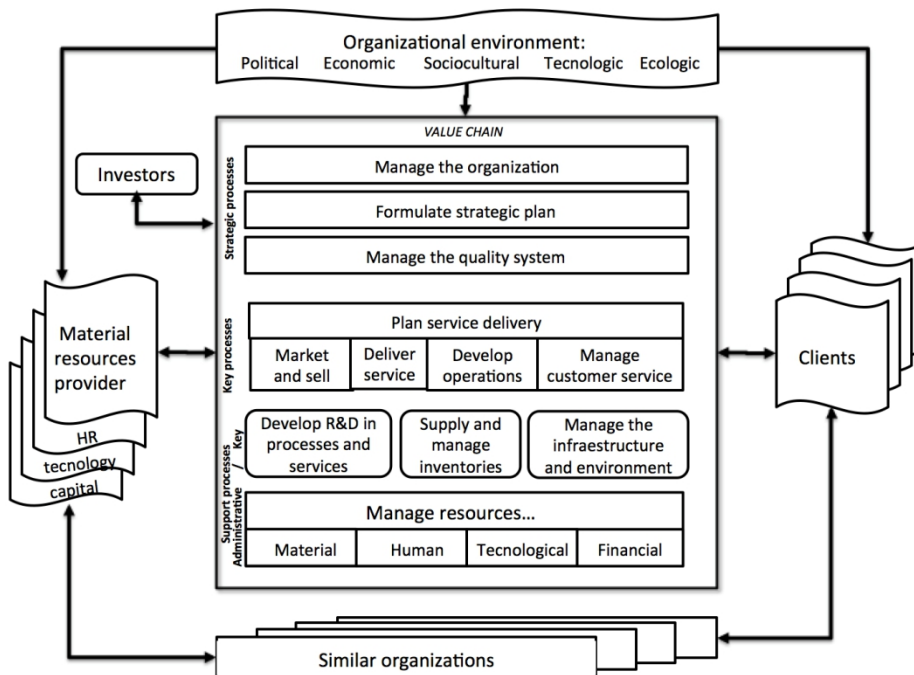 Organizational environment:
Political Economic Sociocultural Tecnologic Ecologic
VALUE CHAIN
Investors
Strategic processes
Manage the organization
Formulate strategic plan
Manage the quality system
Material
resources
provider
HR
tecnology
capital
Key processes
Plan service delivery
Market
and sell
Deliver
service
Develop
operations
Manage
customer service
Clients
Support processes
Administrative / Key
Develop R&D in
processes and
services
Supply and
manage
inventories
Manage the
infraestructure
and environment
Manage resources…
Material
Human
Tecnological
Financial
Similar organizations